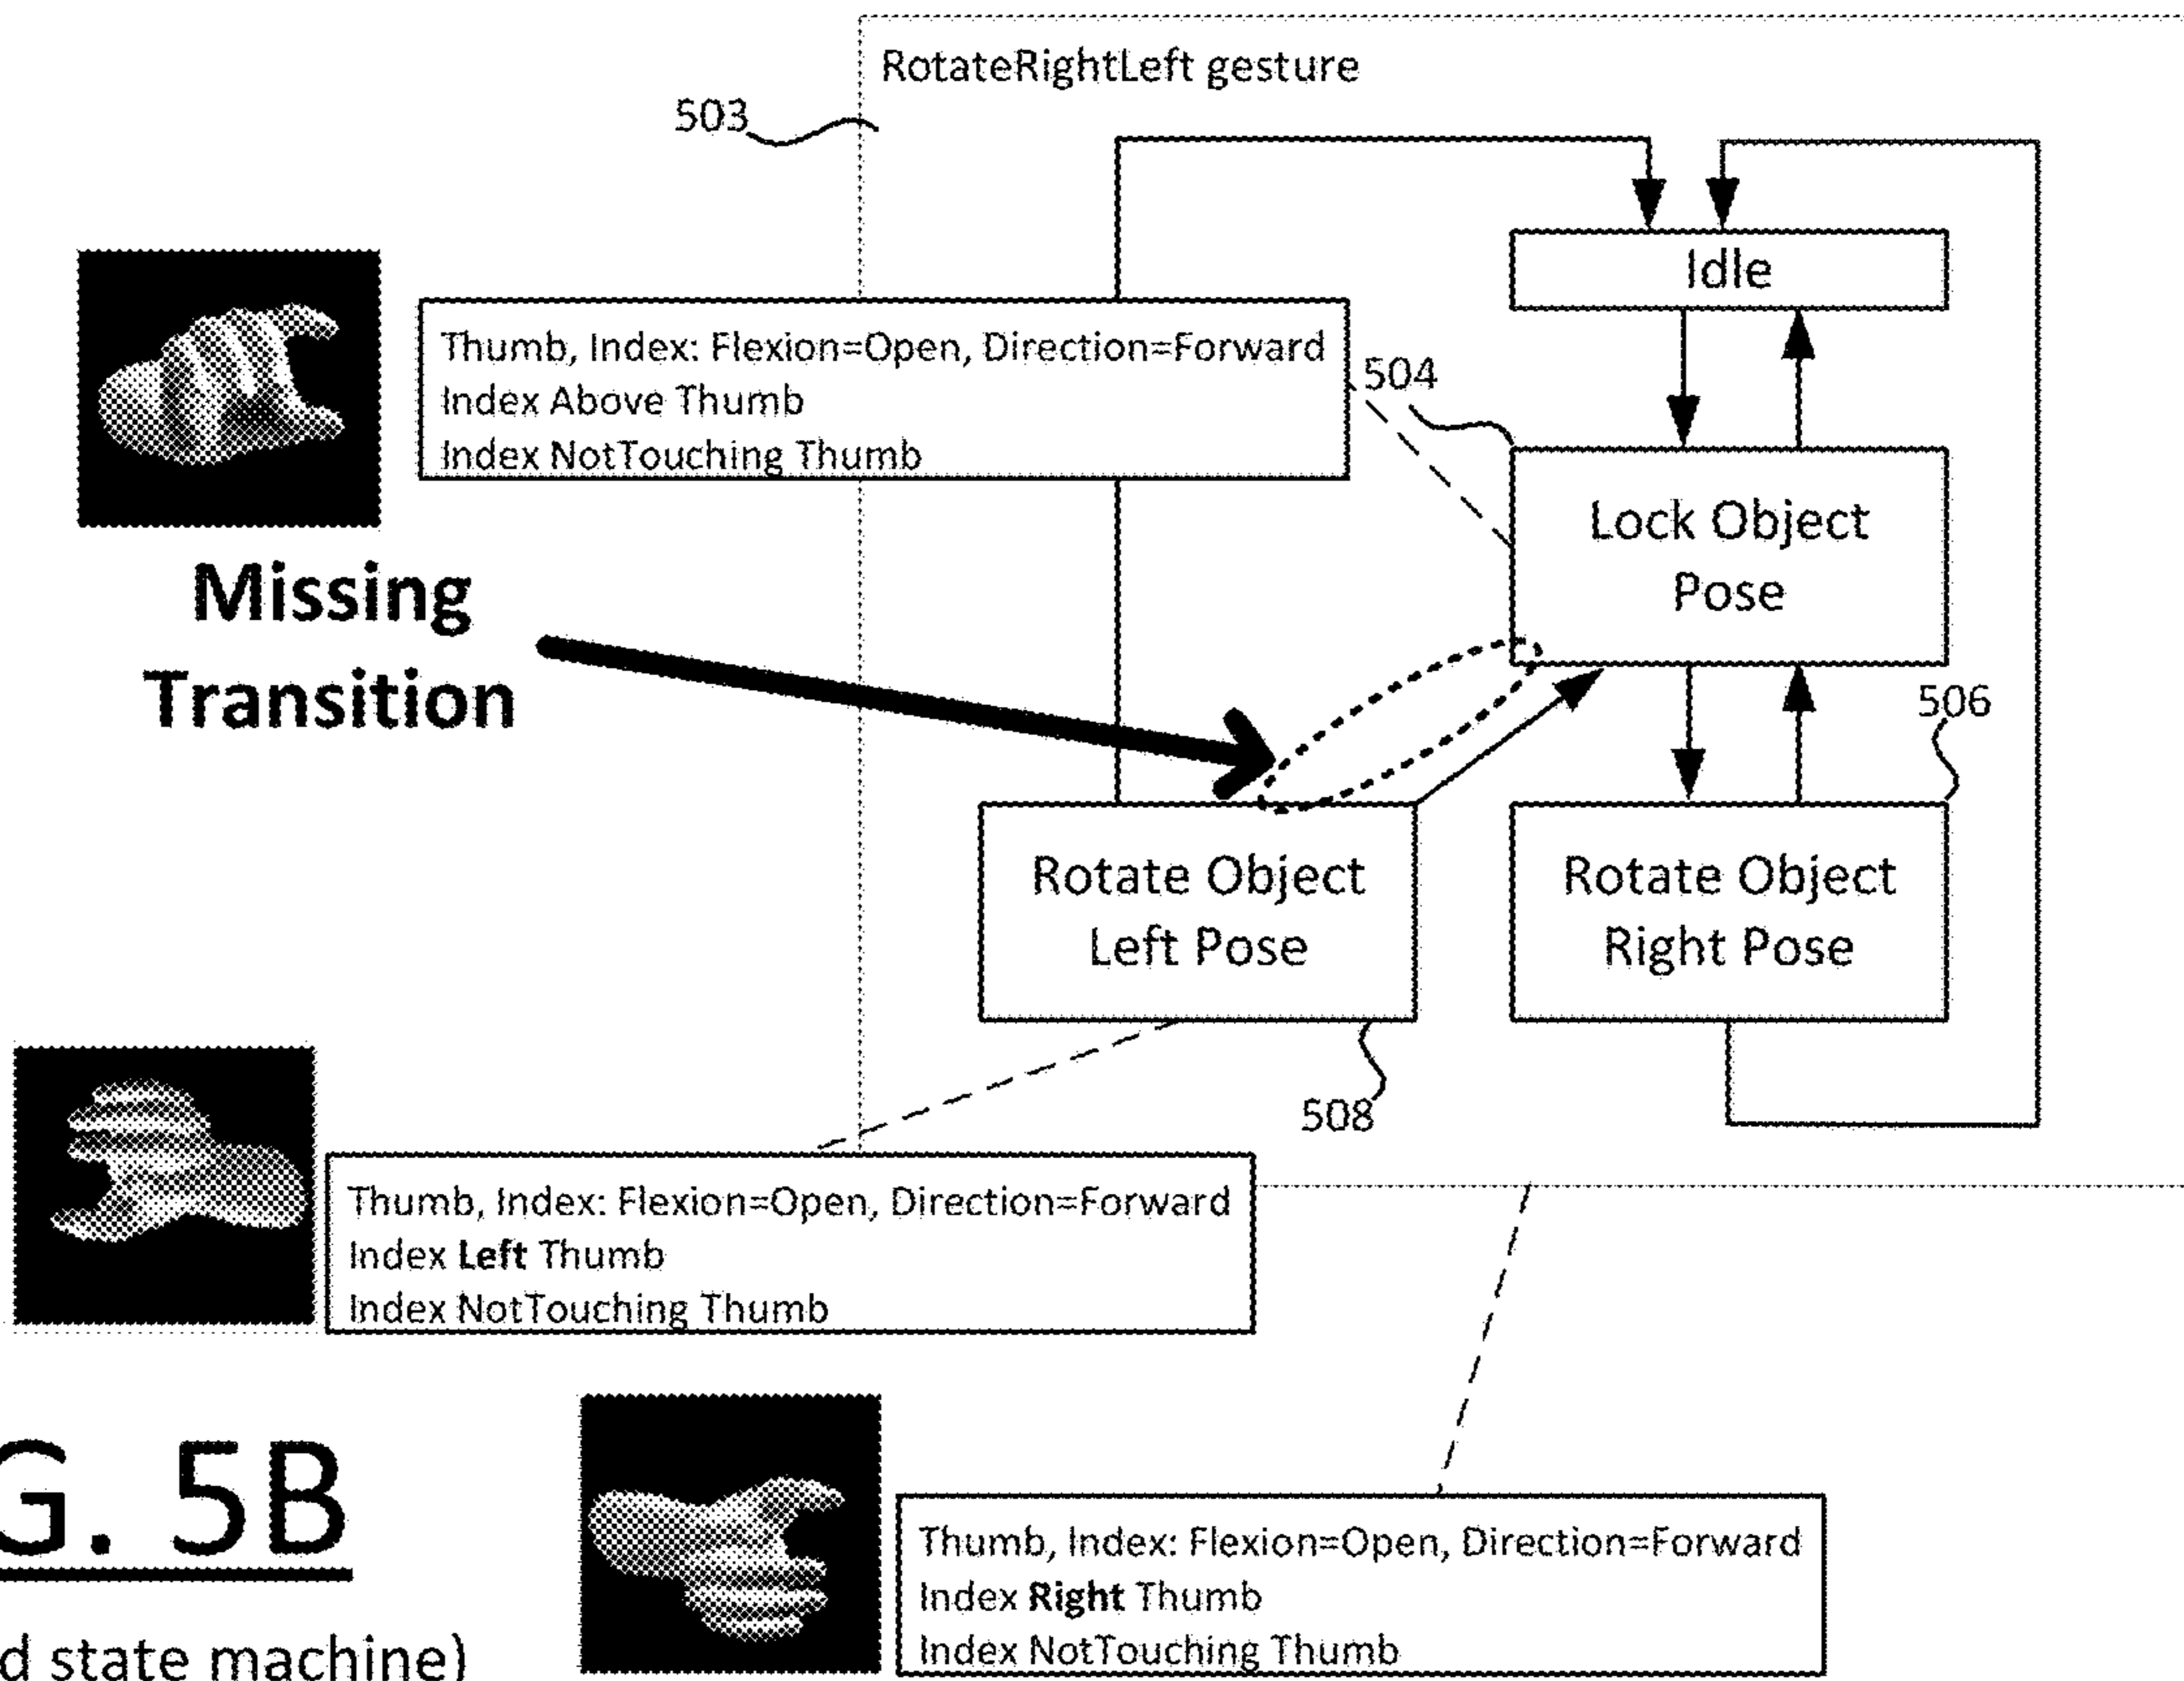 RotateRightLeft gesture
503
Idle
Thumb, Index: Flexion=Open, Direction=Forward
Index Above Thumb
Index NotTouching Thumb
504
Lock Object
Pose
Missing
Transition
506
Rotate Object
Left Pose
Rotate Object
Right Pose
508
Thumb, Index: Flexion=Open, Direction=Forward
Index Left Thumb
Index NotTouching Thumb
G. 5B
d state machine)
Thumb, Index: Flexion=Open, Direction=Forward
Index Right Thumb
Index NotTouching Thumb